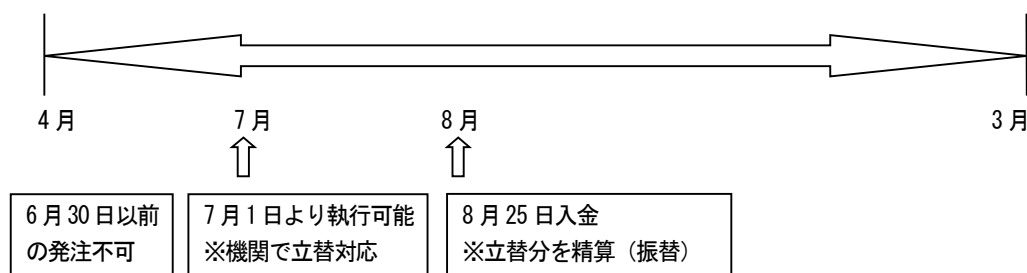 4月
7月
8月
3月
6月30日以前
の発注不可
7月1日より執行可能
※機関で立替対応
8月25日入金
※立替分を精算（振替）